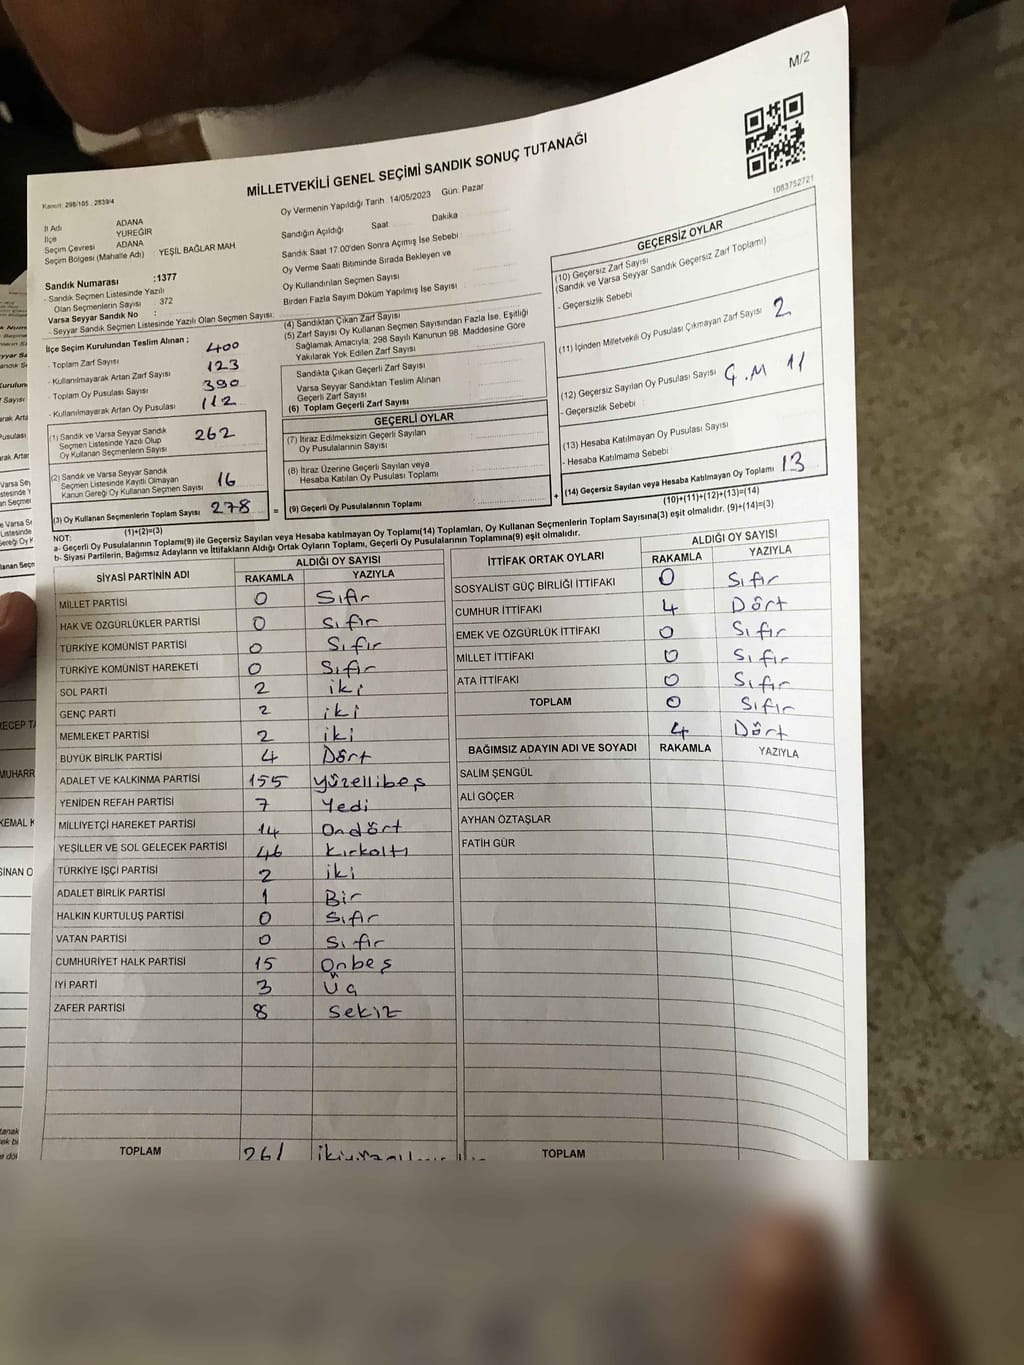 M/2
1083752721
MİLLETVEKİLİ GENEL SEÇİMİ SANDIK SONUÇ TUTANAĞI
Kanun: 298/105 , 2839/4
İl Adı ADANA
İlçe YÜREĞİR
Seçim Çevresi ADANA
Seçim Bölgesi (Mahalle Adı) : YEŞİL BAĞLAR MAH.
Sandık Numarası :1377
- Sandık Seçmen Listesinde Yazılı
Olan Seçmenlerin Sayısı : 372
Varsa Seyyar Sandık No :
- Seyyar Sandık Seçmen Listesinde Yazılı Olan Seçmen Sayısı:
İlçe Seçim Kurulundan Teslim Alınan ;
- Toplam Zarf Sayısı 400
- Kullanılmayarak Artan Zarf Sayısı 123
- Toplam Oy Pusulası Sayısı 390
- Kullanılmayarak Artan Oy Pusulası 112
(1) Sandık ve Varsa Seyyar Sandık
Seçmen Listesinde Yazılı Olup
Oy Kullanan Seçmenlerin Sayısı 262
(2) Sandık ve Varsa Seyyar Sandık
Seçmen Listesinde Kayıtlı Olmayan
Kanun Gereği Oy Kullanan Seçmen Sayısı 16
(3) Oy Kullanan Seçmenlerin Toplam Sayısı 278 =
(1)+(2)=(3)
Oy Vermenin Yapıldığı Tarih 14/05/2023 Gün: Pazar
Sandığın Açıldığı Saat Dakika
Sandık Saat 17:00'den Sonra Açımış İse Sebebi
Oy Verme Saati Bitiminde Sırada Bekleyen ve
Oy Kullandırılan Seçmen Sayısı
Birden Fazla Sayım Döküm Yapılmış İse Sayısı
(4) Sandıktan Çıkan Zarf Sayısı
(5) Zarf Sayısı Oy Kullanan Seçmen Sayısından Fazla İse, Eşitliği
Sağlamak Amacıyla; 298 Sayılı Kanunun 98. Maddesine Göre
Yakılarak Yok Edilen Zarf Sayısı
Sandıkta Çıkan Geçerli Zarf Sayısı
Varsa Seyyar Sandıktan Teslim Alınan
Geçerli Zarf Sayısı
(6) Toplam Geçerli Zarf Sayısı
GEÇERLİ OYLAR
(7) İtiraz Edilmeksizin Geçerli Sayılan
Oy Pusulalarının Sayısı
(8) İtiraz Üzerine Geçerli Sayılan veya
Hesaba Katılan Oy Pusulası Toplamı
(9) Geçerli Oy Pusulalarının Toplamı +
GEÇERSİZ OYLAR
(10) Geçersiz Zarf Sayısı
(Sandık ve Varsa Seyyar Sandık Geçersiz Zarf Toplamı)
- Geçersizlik Sebebi
(11) İçinden Milletvekili Oy Pusulası Çıkmayan Zarf Sayısı 2
(12) Geçersiz Sayılan Oy Pusulası Sayısı G.M 11
- Geçersizlik Sebebi :
(13) Hesaba Katılmayan Oy Pusulası Sayısı
- Hesaba Katılmama Sebebi
(14) Geçersiz Sayılan veya Hesaba Katılmayan Oy Toplamı 13
(10)+(11)+(12)+(13)=(14)
NOT:
a- Geçerli Oy Pusulalarının Toplamı(9) ile Geçersiz Sayılan veya Hesaba Katılmayan Oy Toplamı(14) Toplamları, Oy Kullanan Seçmenlerin Toplam Sayısına(3) eşit olmalıdır. (9)+(14)=(3)
b- Siyasi Partilerin, Bağımsız Adayların ve İttifakların Aldığı Ortak Oyların Toplamı, Geçerli Oy Pusulalarının Toplamına(9) eşit olmalıdır.
SİYASİ PARTİNİN ADI ALDIĞI OY SAYISI
RAKAMLA YAZIYLA
MİLLET PARTİSİ 0 Sıfır
HAK VE ÖZGÜRLÜKLER PARTİSİ 0 Sıfır
TÜRKİYE KOMÜNİST PARTİSİ 0 Sıfır
TÜRKİYE KOMÜNİST HAREKETİ 0 Sıfır
SOL PARTİ 2 iki
GENÇ PARTİ 2 iki
MEMLEKET PARTİSİ 2 iki
BÜYÜK BİRLİK PARTİSİ 4 Dört
ADALET VE KALKINMA PARTİSİ 155 yüzellibeş
YENİDEN REFAH PARTİSİ 7 Yedi
MİLLİYETÇİ HAREKET PARTİSİ 14 Ondört
YEŞİLLER VE SOL GELECEK PARTİSİ 46 Kırkaltı
TÜRKİYE İŞÇİ PARTİSİ 2 iki
ADALET BİRLİK PARTİSİ 1 Bir
HALKIN KURTULUŞ PARTİSİ 0 Sıfır
VATAN PARTİSİ 0 Sıfır
CUMHURİYET HALK PARTİSİ 15 Onbeş
İYİ PARTİ 3 Üç
ZAFER PARTİSİ 8 Sekiz
TOPLAM 261
İTTİFAK ORTAK OYLARI ALDIĞI OY SAYISI
RAKAMLA YAZIYLA
SOSYALİST GÜÇ BİRLİĞİ İTTİFAKI 0 Sıfır
CUMHUR İTTİFAKI 4 Dört
EMEK VE ÖZGÜRLÜK İTTİFAKI 0 Sıfır
MİLLET İTTİFAKI 0 Sıfır
ATA İTTİFAKI 0 Sıfır
TOPLAM 0 Sıfır
4 Dört
BAĞIMSIZ ADAYIN ADI VE SOYADI RAKAMLA YAZIYLA
SALİM ŞENGÜL
ALİ GÖÇER
AYHAN ÖZTAŞLAR
FATİH GÜR
TOPLAM